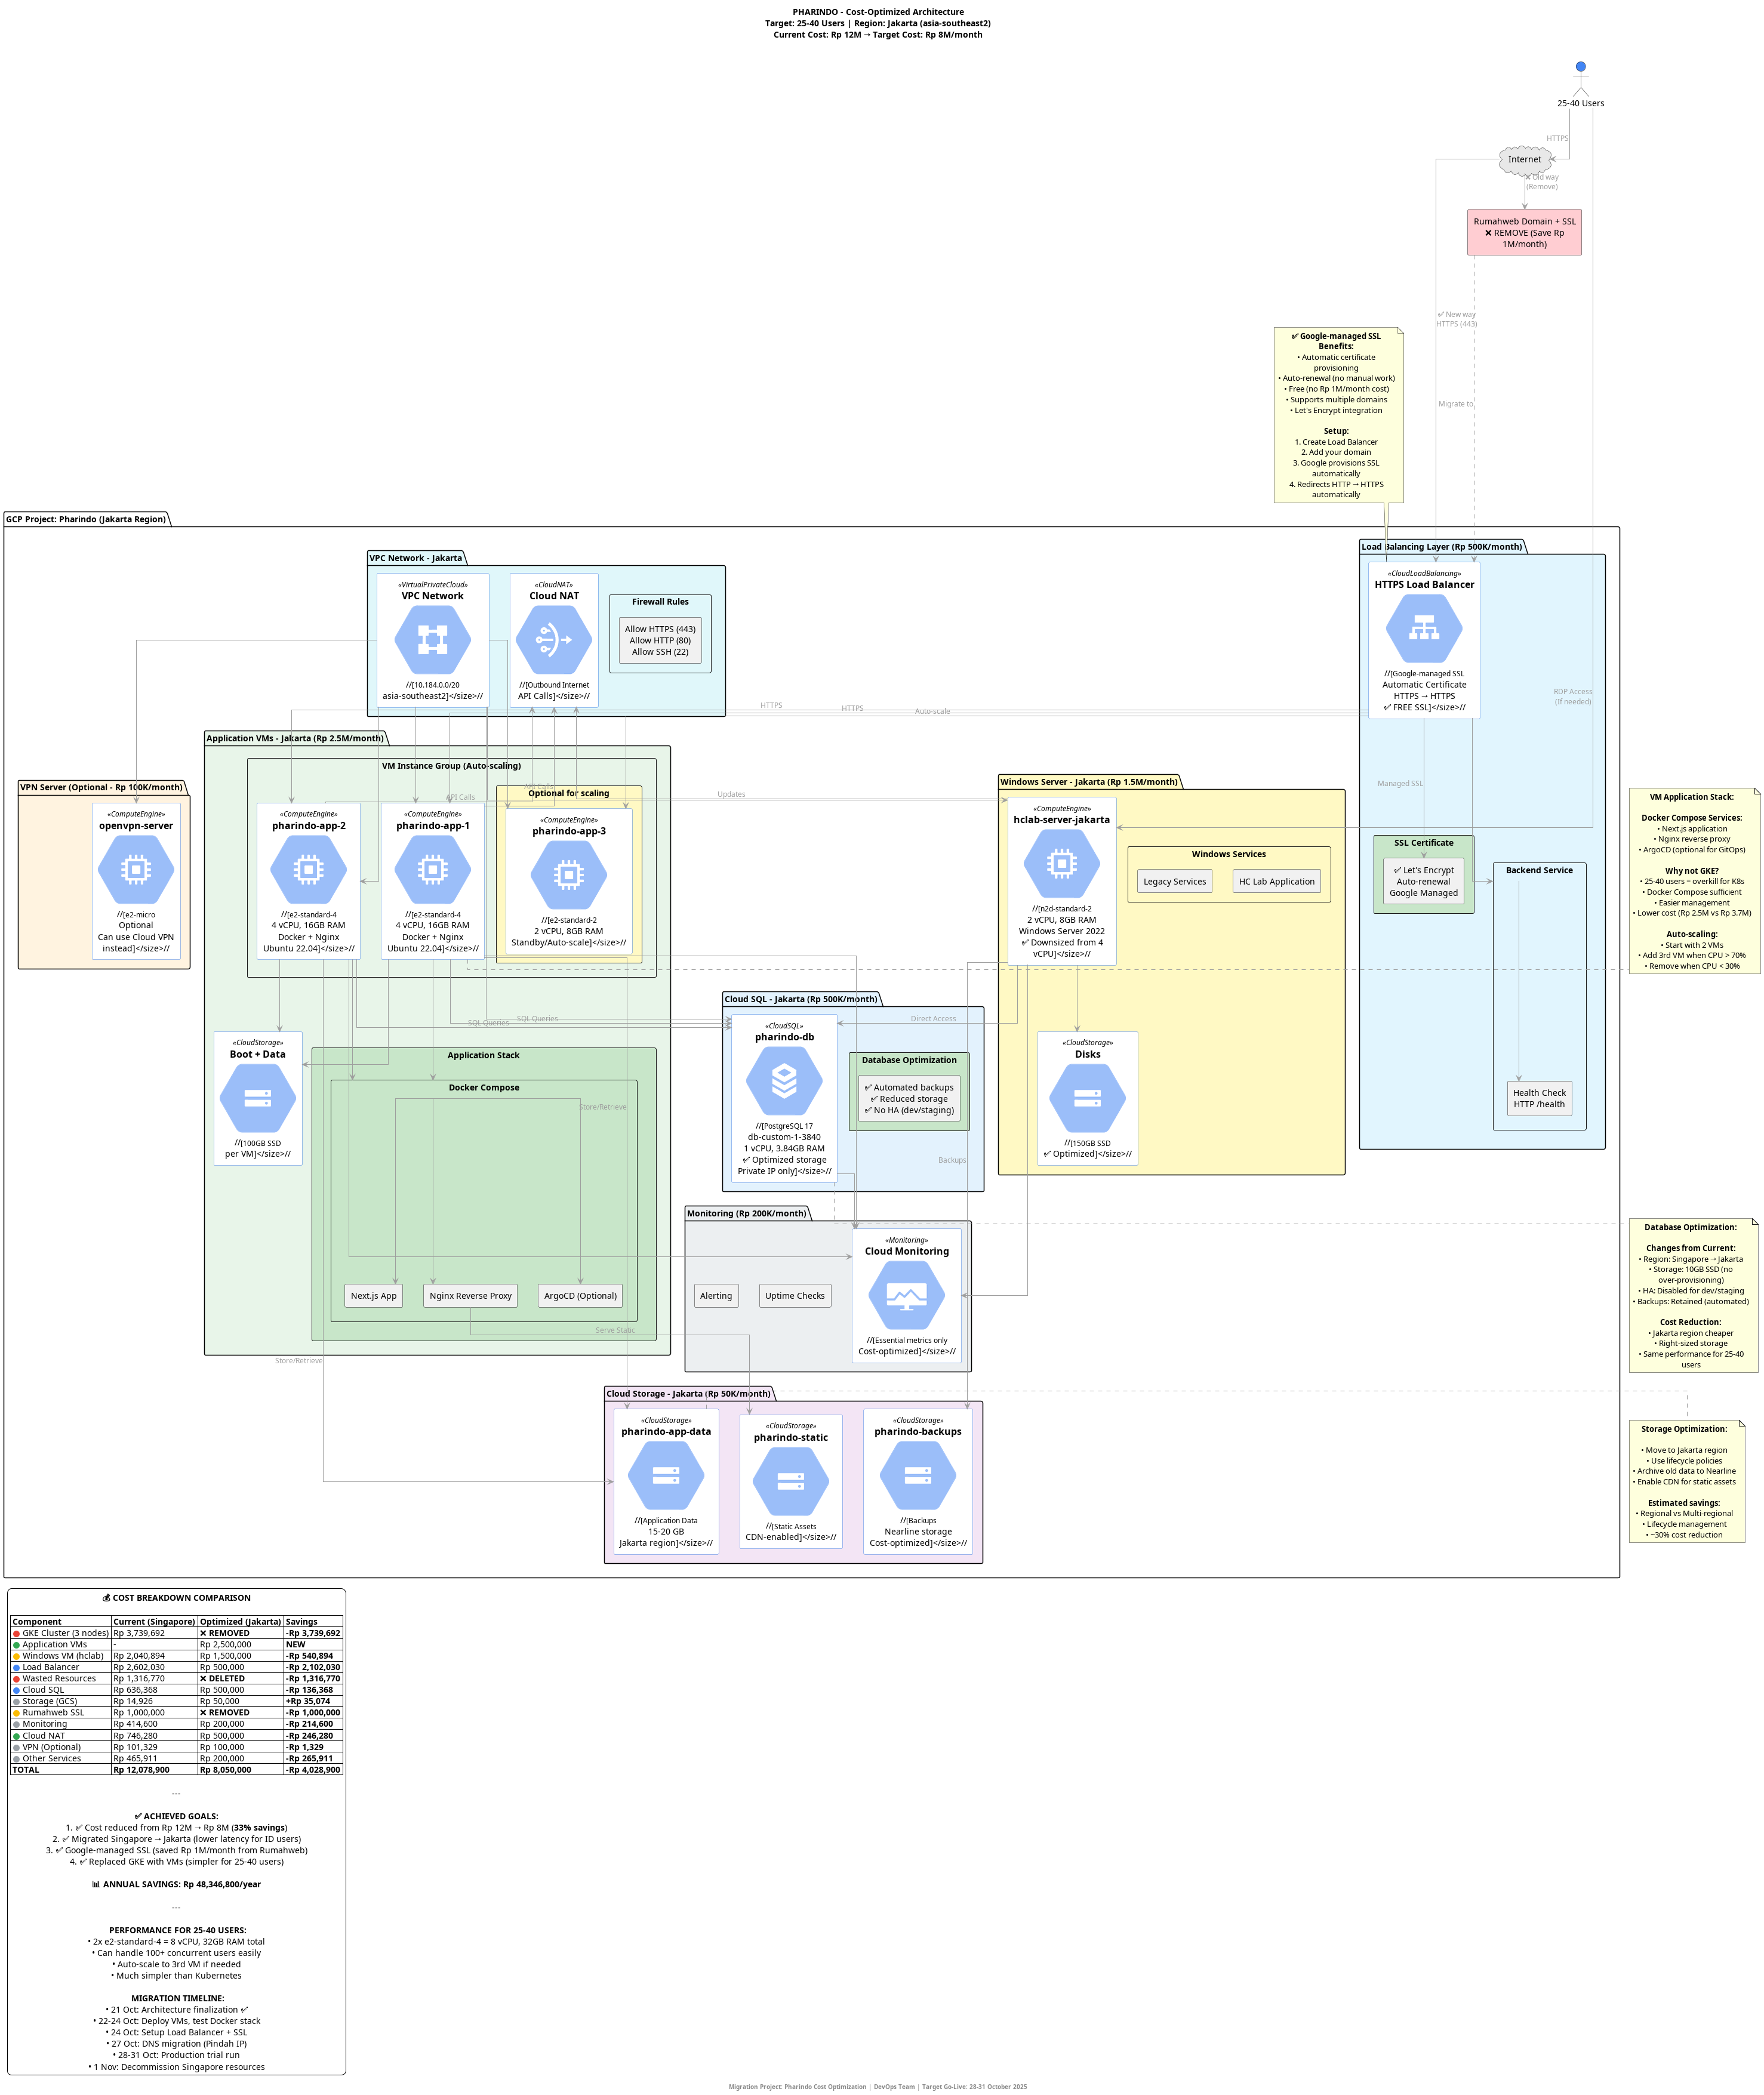 PHARINDO - Cost-Optimized Architecture
Target: 25-40 Users | Region: Jakarta (asia-southeast2)
Current Cost: Rp 12M → Target Cost: Rp 8M/month
25-40 Users
HTTPS
Internet
❌ Old way
(Remove)
Rumahweb Domain + SSL
❌ REMOVE (Save Rp
1M/month)
✅ New way
HTTPS (443)
Migrate to
✅ Google-managed SSL
Benefits:
• Automatic certificate
provisioning
• Auto-renewal (no manual work)
• Free (no Rp 1M/month cost)
• Supports multiple domains
• Let's Encrypt integration
Setup:
1. Create Load Balancer
2. Add your domain
3. Google provisions SSL
automatically
4. Redirects HTTP → HTTPS
automatically
GCP Project: Pharindo (Jakarta Region)
VPC Network - Jakarta
«VirtualPrivateCloud»
VPC Network
//[10.184.0.0/20
asia-southeast2]</size>//
«CloudNAT»
Cloud NAT
//[Outbound Internet
API Calls]</size>//
Firewall Rules
Allow HTTPS (443)
Allow HTTP (80)
Allow SSH (22)
Load Balancing Layer (Rp 500K/month)
«CloudLoadBalancing»
HTTPS Load Balancer
//[Google-managed SSL
Automatic Certificate
HTTPS → HTTPS
✅ FREE SSL]</size>//
RDP Access
(If needed)
HTTPS
HTTPS
Auto-scale
Managed SSL
SSL Certificate
✅ Let's Encrypt
Auto-renewal
Google Managed
Backend Service
Health Check
HTTP /health
Application VMs - Jakarta (Rp 2.5M/month)
VM Instance Group (Auto-scaling)
API Calls
API Calls
Updates
«ComputeEngine»
pharindo-app-2
//[e2-standard-4
4 vCPU, 16GB RAM
Docker + Nginx
Ubuntu 22.04]</size>//
«ComputeEngine»
pharindo-app-1
//[e2-standard-4
4 vCPU, 16GB RAM
Docker + Nginx
Ubuntu 22.04]</size>//
Optional for scaling
«ComputeEngine»
pharindo-app-3
//[e2-standard-2
2 vCPU, 8GB RAM
Standby/Auto-scale]</size>//
VPN Server (Optional - Rp 100K/month)
«ComputeEngine»
openvpn-server
//[e2-micro
Optional
Can use Cloud VPN
instead]</size>//
Windows Server - Jakarta (Rp 1.5M/month)
«ComputeEngine»
hclab-server-jakarta
//[n2d-standard-2
2 vCPU, 8GB RAM
Windows Server 2022
✅ Downsized from 4
vCPU]</size>//
Windows Services
Legacy Services
HC Lab Application
«CloudStorage»
Disks
//[150GB SSD
✅ Optimized]</size>//
VM Application Stack:
Docker Compose Services:
• Next.js application
• Nginx reverse proxy
• ArgoCD (optional for GitOps)
Why not GKE?
• 25-40 users = overkill for K8s
• Docker Compose sufficient
• Easier management
• Lower cost (Rp 2.5M vs Rp 3.7M)
Auto-scaling:
• Start with 2 VMs
• Add 3rd VM when CPU > 70%
• Remove when CPU < 30%
«CloudStorage»
Boot + Data
//[100GB SSD
per VM]</size>//
Application Stack
Docker Compose
Store/Retrieve
Next.js App
Nginx Reverse Proxy
ArgoCD (Optional)
Serve Static
Store/Retrieve
Cloud SQL - Jakarta (Rp 500K/month)
SQL Queries
SQL Queries
Direct Access
«CloudSQL»
pharindo-db
//[PostgreSQL 17
db-custom-1-3840
1 vCPU, 3.84GB RAM
✅ Optimized storage
Private IP only]</size>//
Database Optimization
✅ Automated backups
✅ Reduced storage
✅ No HA (dev/staging)
Backups
Monitoring (Rp 200K/month)
Alerting
Uptime Checks
«Monitoring»
Cloud Monitoring
//[Essential metrics only
Cost-optimized]</size>//
Database Optimization:
Changes from Current:
• Region: Singapore → Jakarta
• Storage: 10GB SSD (no
over-provisioning)
• HA: Disabled for dev/staging
• Backups: Retained (automated)
Cost Reduction:
• Jakarta region cheaper
• Right-sized storage
• Same performance for 25-40
users
Cloud Storage - Jakarta (Rp 50K/month)
«CloudStorage»
pharindo-app-data
//[Application Data
15-20 GB
Jakarta region]</size>//
«CloudStorage»
pharindo-static
//[Static Assets
CDN-enabled]</size>//
«CloudStorage»
pharindo-backups
//[Backups
Nearline storage
Cost-optimized]</size>//
Storage Optimization:
• Move to Jakarta region
• Use lifecycle policies
• Archive old data to Nearline
• Enable CDN for static assets
Estimated savings:
• Regional vs Multi-regional
• Lifecycle management
• ~30% cost reduction
💰 COST BREAKDOWN COMPARISON
Component Current (Singapore) Optimized (Jakarta) Savings
GKE Cluster (3 nodes) Rp 3,739,692 ❌ REMOVED -Rp 3,739,692
Application VMs - Rp 2,500,000 NEW
Windows VM (hclab) Rp 2,040,894 Rp 1,500,000 -Rp 540,894
Load Balancer Rp 2,602,030 Rp 500,000 -Rp 2,102,030
Wasted Resources Rp 1,316,770 ❌ DELETED -Rp 1,316,770
Cloud SQL Rp 636,368 Rp 500,000 -Rp 136,368
Storage (GCS) Rp 14,926 Rp 50,000 +Rp 35,074
Rumahweb SSL Rp 1,000,000 ❌ REMOVED -Rp 1,000,000
Monitoring Rp 414,600 Rp 200,000 -Rp 214,600
Cloud NAT Rp 746,280 Rp 500,000 -Rp 246,280
VPN (Optional) Rp 101,329 Rp 100,000 -Rp 1,329
Other Services Rp 465,911 Rp 200,000 -Rp 265,911
TOTAL Rp 12,078,900 Rp 8,050,000 -Rp 4,028,900
---
✅ ACHIEVED GOALS:
1. ✅ Cost reduced from Rp 12M → Rp 8M (33% savings)
2. ✅ Migrated Singapore → Jakarta (lower latency for ID users)
3. ✅ Google-managed SSL (saved Rp 1M/month from Rumahweb)
4. ✅ Replaced GKE with VMs (simpler for 25-40 users)
📊 ANNUAL SAVINGS: Rp 48,346,800/year
---
PERFORMANCE FOR 25-40 USERS:
• 2x e2-standard-4 = 8 vCPU, 32GB RAM total
• Can handle 100+ concurrent users easily
• Auto-scale to 3rd VM if needed
• Much simpler than Kubernetes
MIGRATION TIMELINE:
• 21 Oct: Architecture finalization ✅
• 22-24 Oct: Deploy VMs, test Docker stack
• 24 Oct: Setup Load Balancer + SSL
• 27 Oct: DNS migration (Pindah IP)
• 28-31 Oct: Production trial run
• 1 Nov: Decommission Singapore resources
Migration Project: Pharindo Cost Optimization | DevOps Team | Target Go-Live: 28-31 October 2025